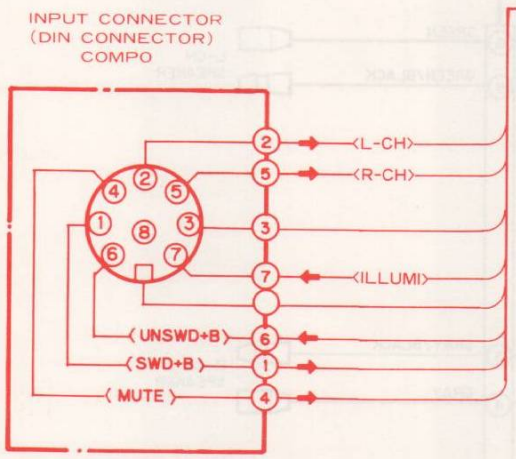 INPUT CONNECTOR
(DIN CONNECTOR)
COMPO
2 <L-CH>
5 <R-CH>
3
7 <ILLUMI>
<UNSWD+B> 6
<SWD+B> 1
<MUTE> 4
4 2 5
1 8 3
6 7